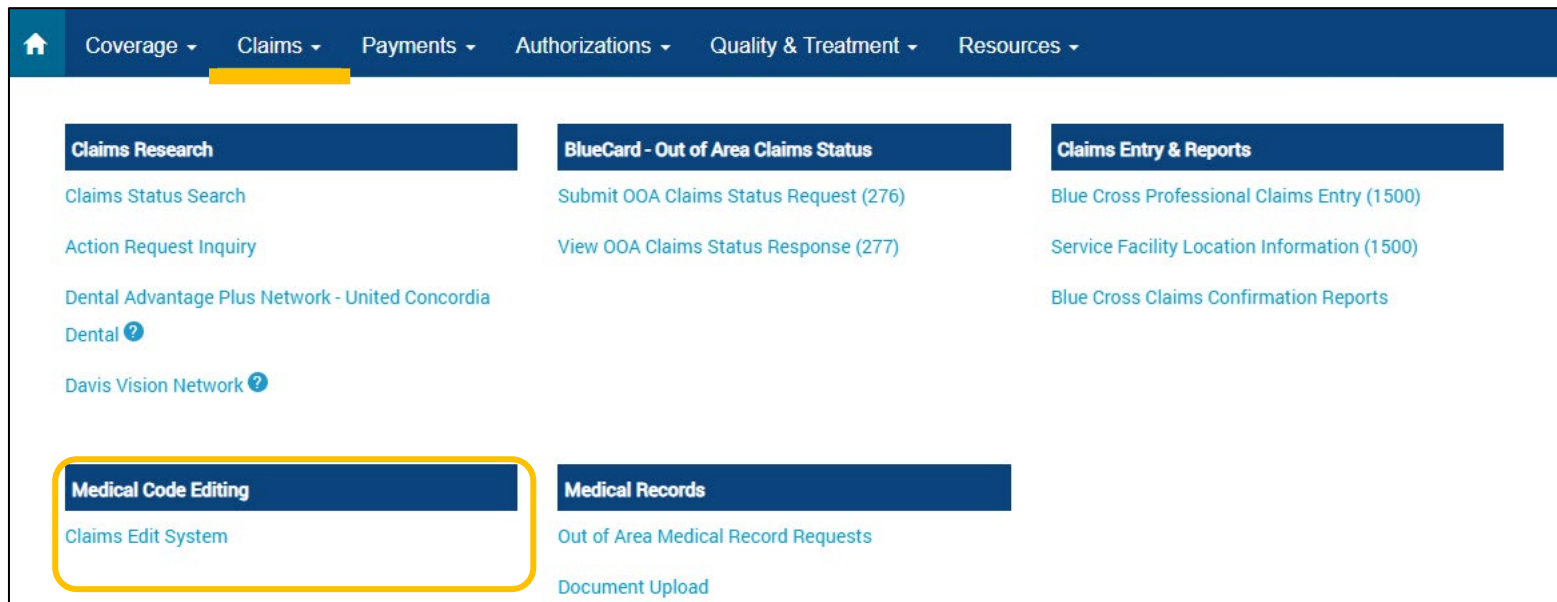 Coverage Claims Payments Authorizations Quality & Treatment Resources
Claims Research
Claims Status Search
Action Request Inquiry
Dental Advantage Plus Network - United Concordia
Dental ?
Davis Vision Network ?
BlueCard - Out of Area Claims Status
Submit OOA Claims Status Request (276)
View OOA Claims Status Response (277)
Claims Entry & Reports
Blue Cross Professional Claims Entry (1500)
Service Facility Location Information (1500)
Blue Cross Claims Confirmation Reports
Medical Code Editing
Claims Edit System
Medical Records
Out of Area Medical Record Requests
Document Upload